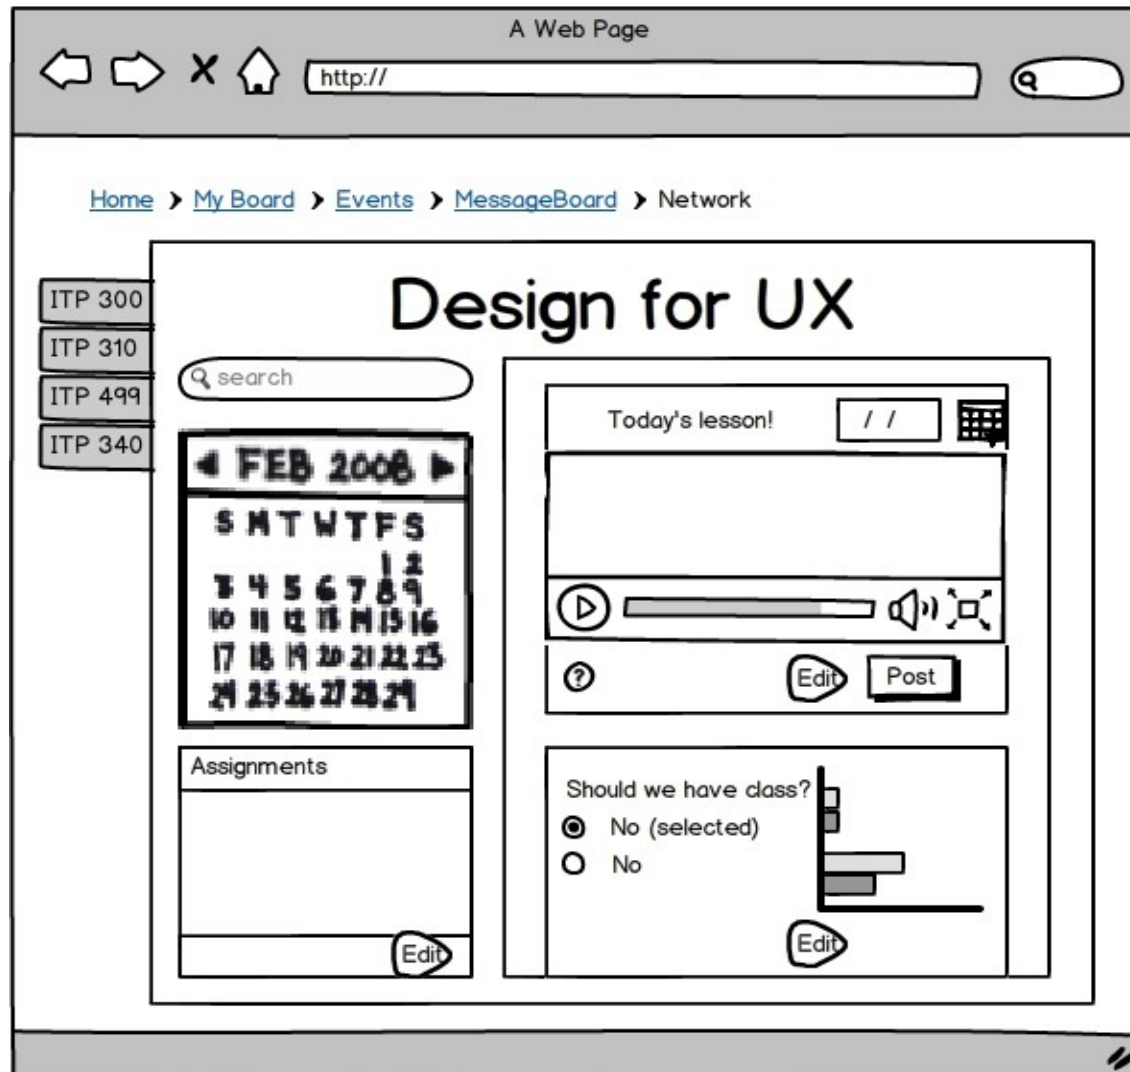 A Web Page
http://
Home > My Board > Events > MessageBoard > Network
ITP 300
ITP 310
ITP 499
ITP 340
Design for UX
search
FEB 2008
S M T W T F S
1 2
3 4 5 6 7 8 9
10 11 12 13 14 15 16
17 18 19 20 21 22 23
24 25 26 27 28 29
Assignments
Edit
Today's lesson!
/ /
?
Edit
Post
Should we have class?
No (selected)
No
Edit